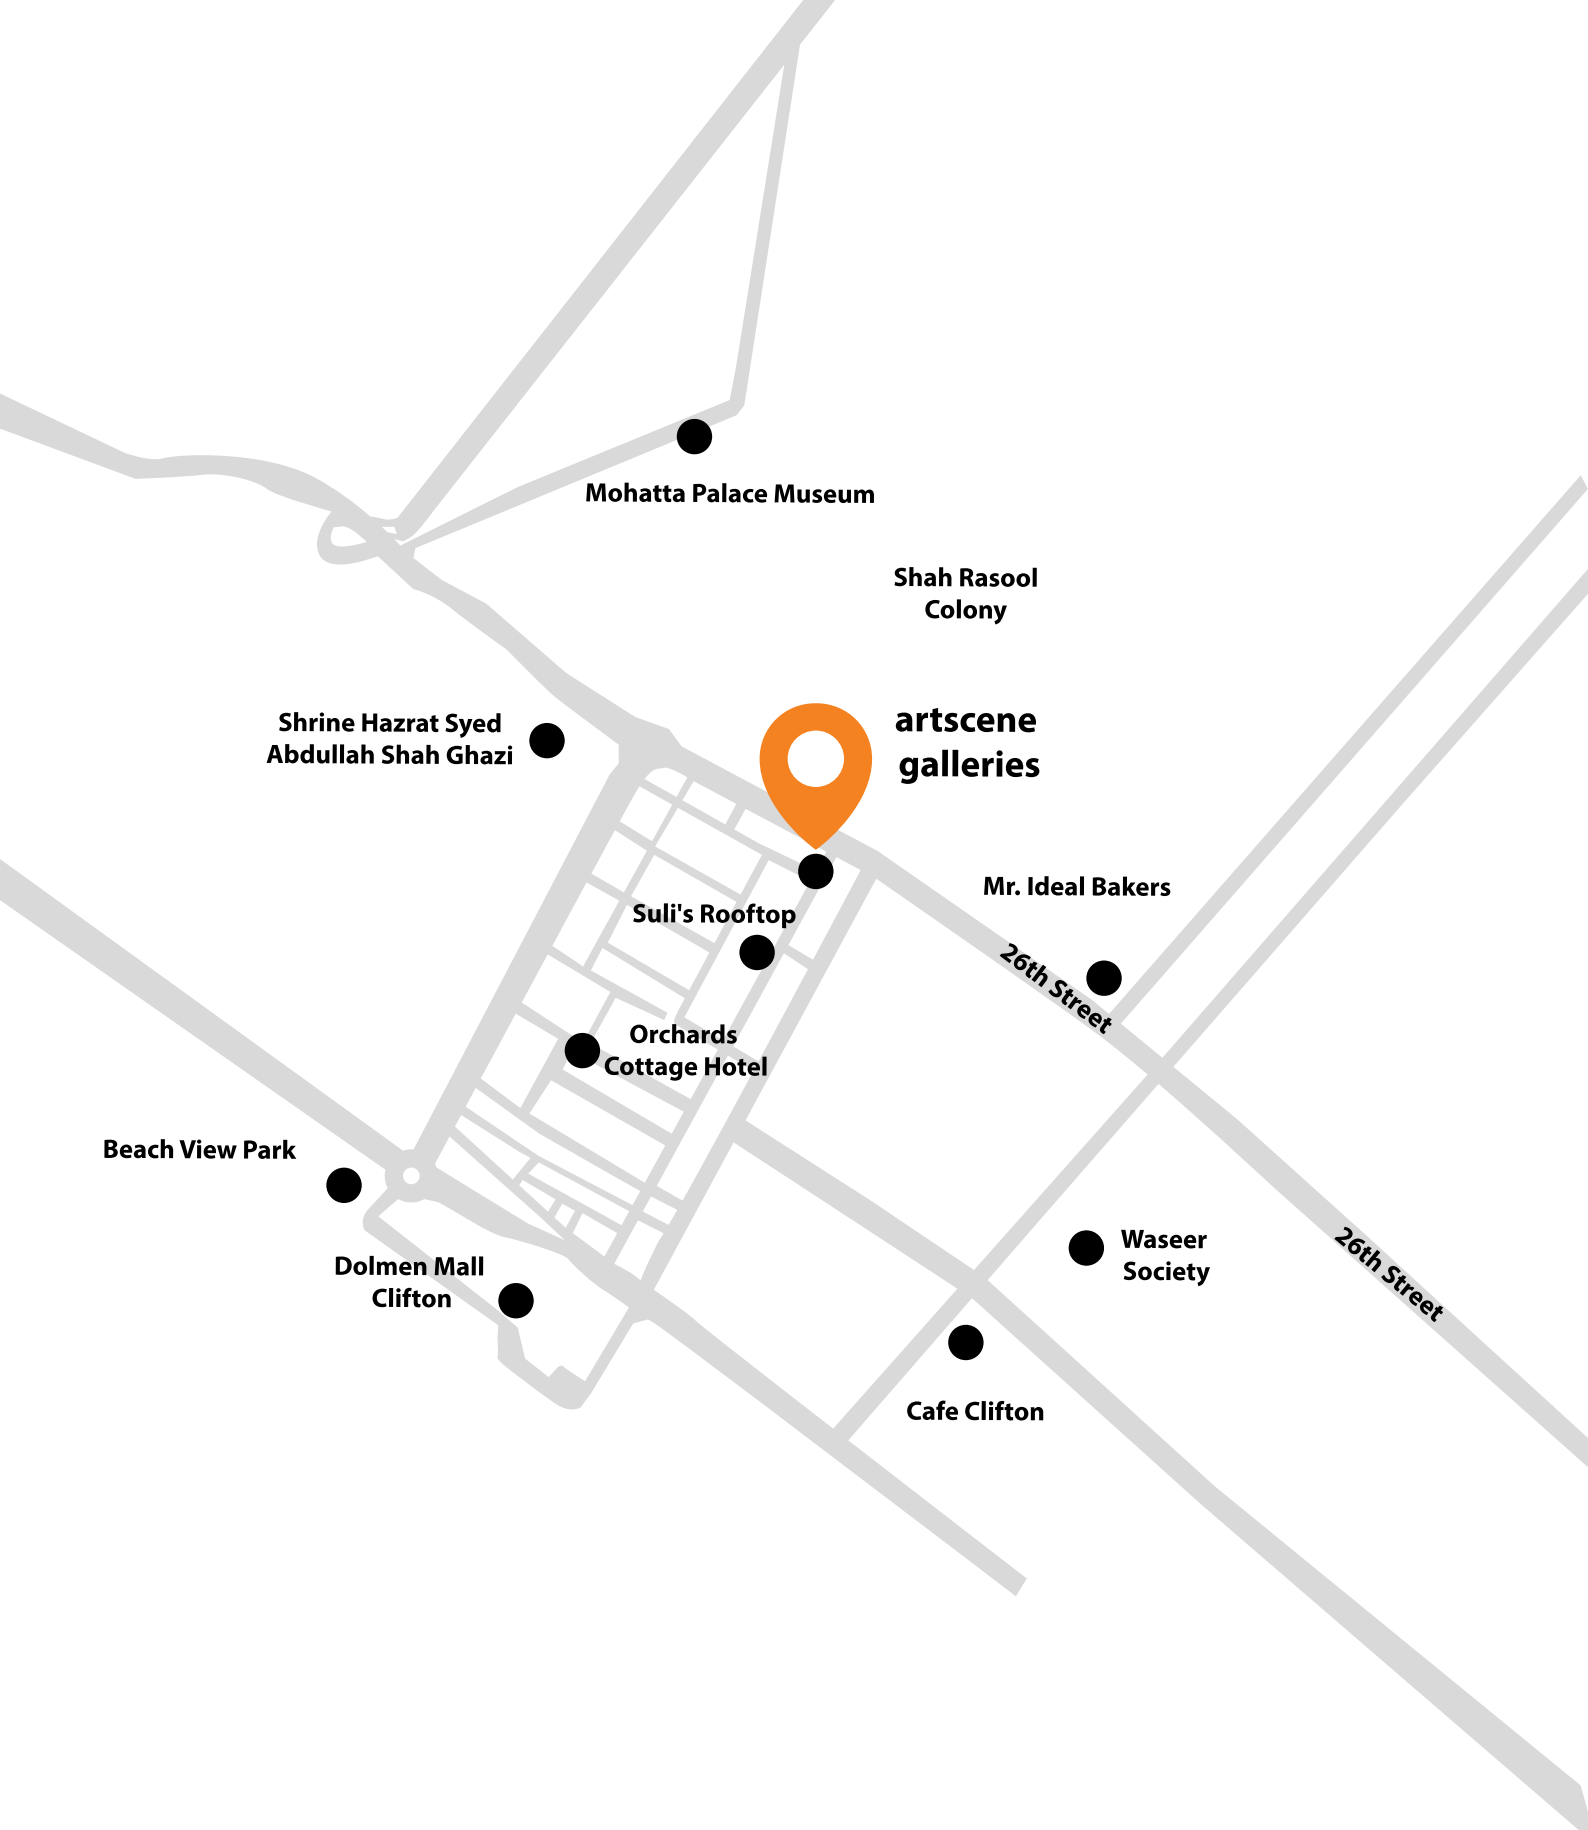 Mohatta Palace Museum
Shah Rasool
Colony
artscene
galleries
Shrine Hazrat Syed
Abdullah Shah Ghazi
Mr. Ideal Bakers
Suli's Rooftop
26th Street
Orchards
Cottage Hotel
Beach View Park
Waseer
Society
Dolmen Mall
Clifton
26th Street
Cafe Clifton